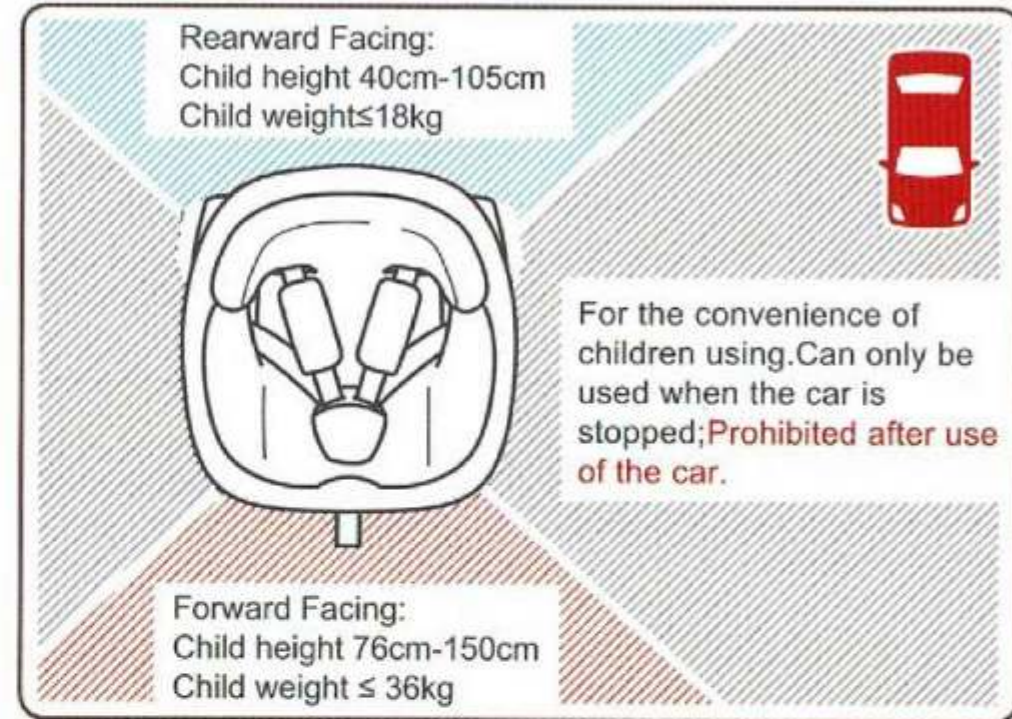 Rearward Facing:
Child height 40cm-105cm
Child weight≤18kg
For the convenience of
children using.Can only be
used when the car is
stopped;Prohibited after use
of the car.
Forward Facing:
Child height 76cm-150cm
Child weight ≤ 36kg